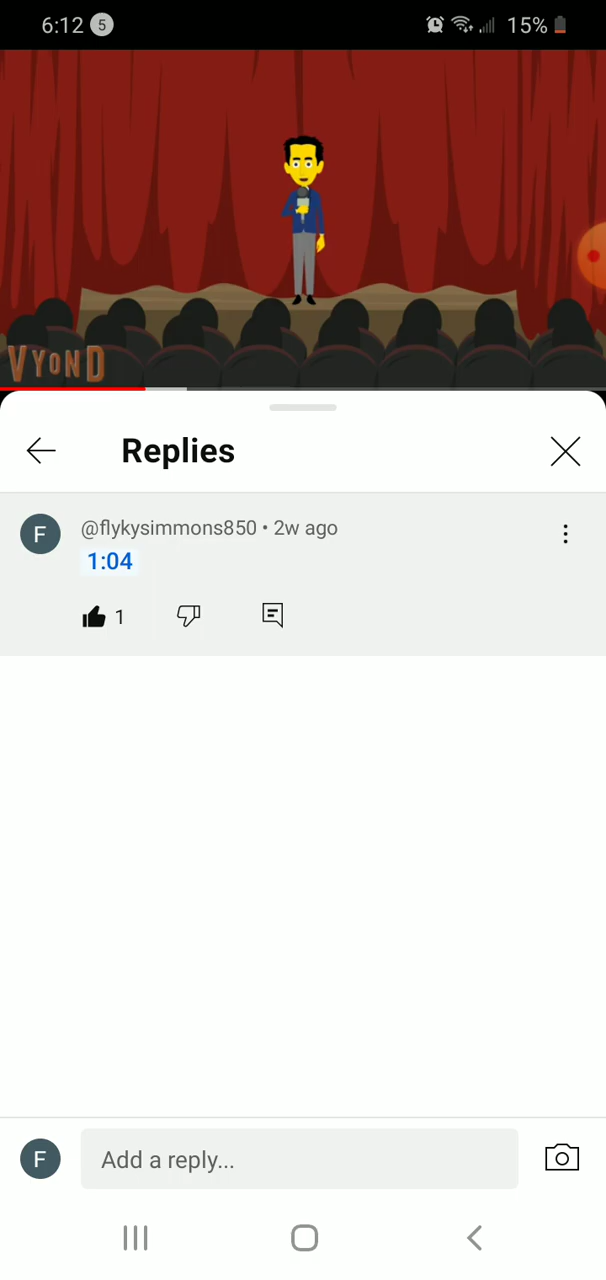 6:12 5 15%
VYOND
Replies
F @flykysimmons850 • 2w ago
1:04
1
F Add a reply...